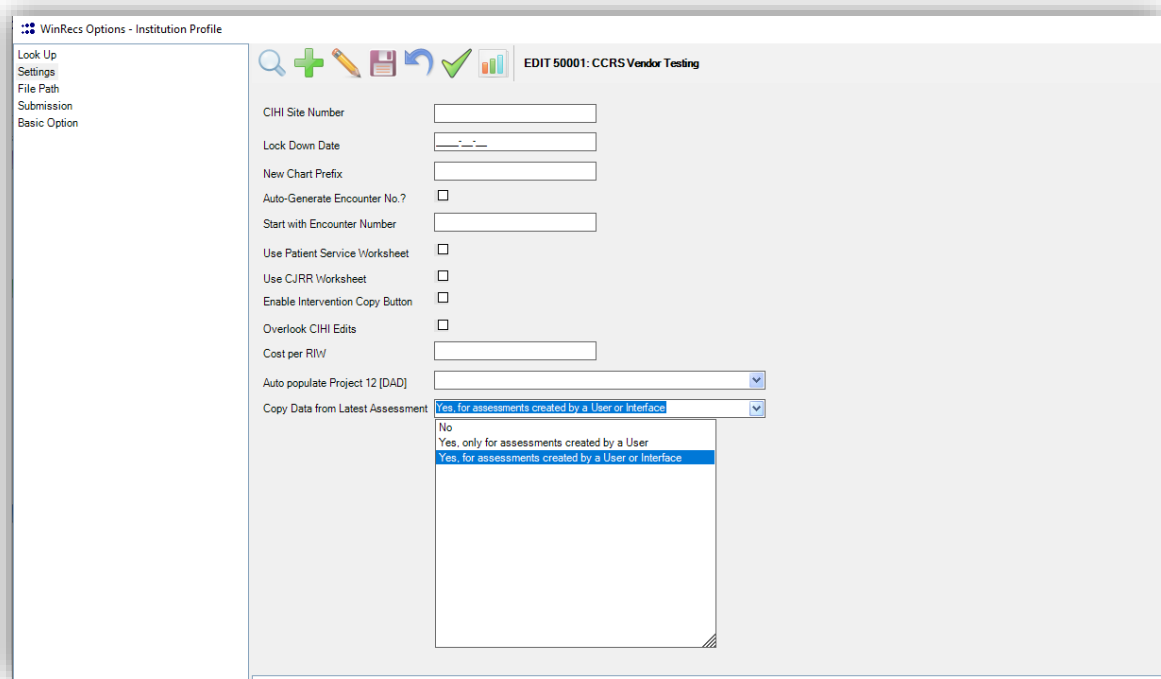 WinRecs Options - Institution Profile
Look Up
Settings
File Path
Submission
Basic Option
EDIT 50001: CCRS Vendor Testing
CIHI Site Number
Lock Down Date ____-__-__
New Chart Prefix
Auto-Generate Encounter No.?
Start with Encounter Number
Use Patient Service Worksheet
Use CJRR Worksheet
Enable Intervention Copy Button
Overlook CIHI Edits
Cost per RIW
Auto populate Project 12 [DAD]
Copy Data from Latest Assessment Yes, for assessments created by a User or Interface
No
Yes, only for assessments created by a User
Yes, for assessments created by a User or Interface